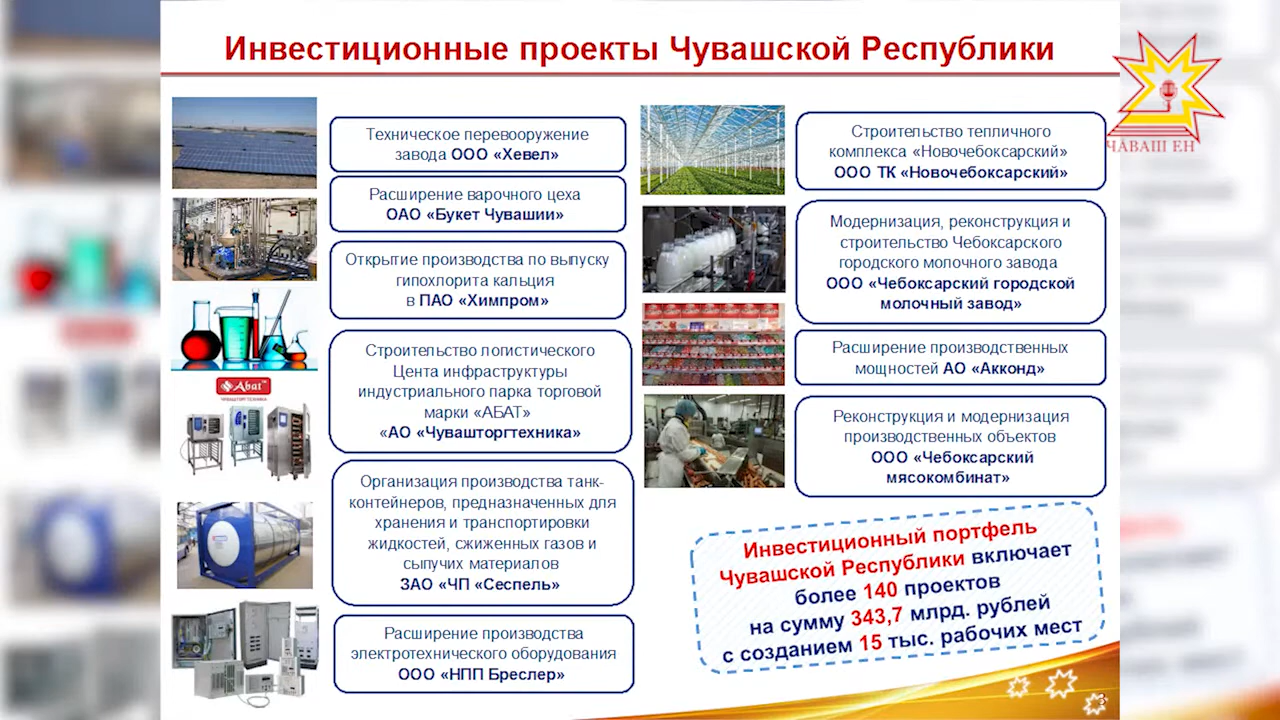 Инвестиционные проекты Чувашской Республики
Техническое перевооружение
завода ООО «Хевел»
Расширение варочного цеха
ОАО «Букет Чувашии»
Открытие производства по выпуску
гипохлорита кальция
в ПАО «Химпром»
Строительство логистического
Цента инфраструктуры
индустриального парка торговой
марки «АБАТ»
«АО «Чувашторгтехника»
Организация производства танк-
контейнеров, предназначенных для
хранения и транспортировки
жидкостей, сжиженных газов и
сыпучих материалов
ЗАО «ЧП «Сеспель»
Расширение производства
электротехнического оборудования
ООО «НПП Бреслер»
Abat
ЧУВАШТОРГТЕХНИКА
Строительство тепличного
комплекса «Новочебоксарский»
ООО ТК «Новочебоксарский»
Модернизация, реконструкция и
строительство Чебоксарского
городского молочного завода
ООО «Чебоксарский городской
молочный завод»
Расширение производственных
мощностей АО «Акконд»
Реконструкция и модернизация
производственных объектов
ООО «Чебоксарский
мясокомбинат»
Инвестиционный портфель
Чувашской Республики включает
более 140 проектов
на сумму 343,7 млрд. рублей
с созданием 15 тыс. рабочих мест
3
ЧӐВАШ ЕН